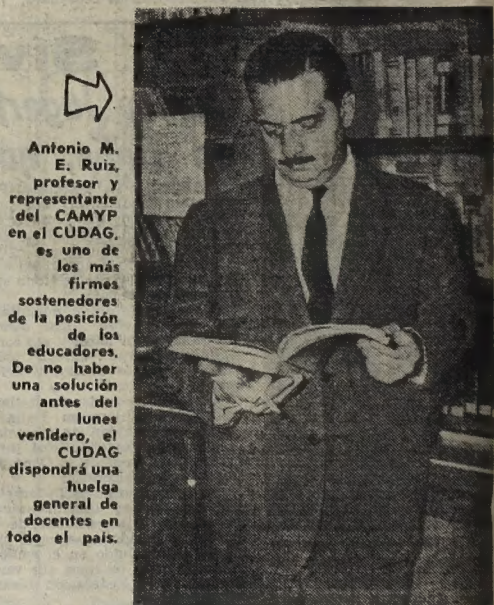 Antonio M.
E. Ruiz,
profesor y
representante
del CAMYP
en el CUDAG,
es uno de
los más
firmes
sostenedores
de la posición
de los
educadores.
De no haber
una solución
antes del
lunes
venidero, el
CUDAG
dispondrá una
huelga
general de
docentes en
todo el país.